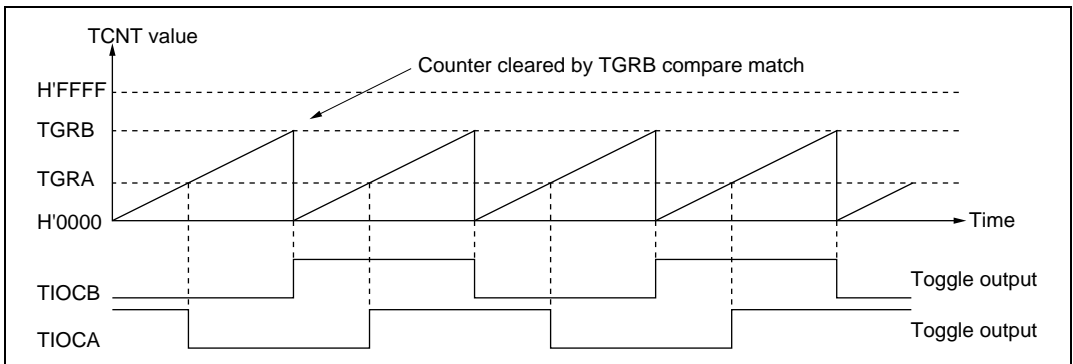 TCNT value
Counter cleared by TGRB compare match
H'FFFF
TGRB
TGRA
H'0000
Time
TIOCB
Toggle output
TIOCA
Toggle output